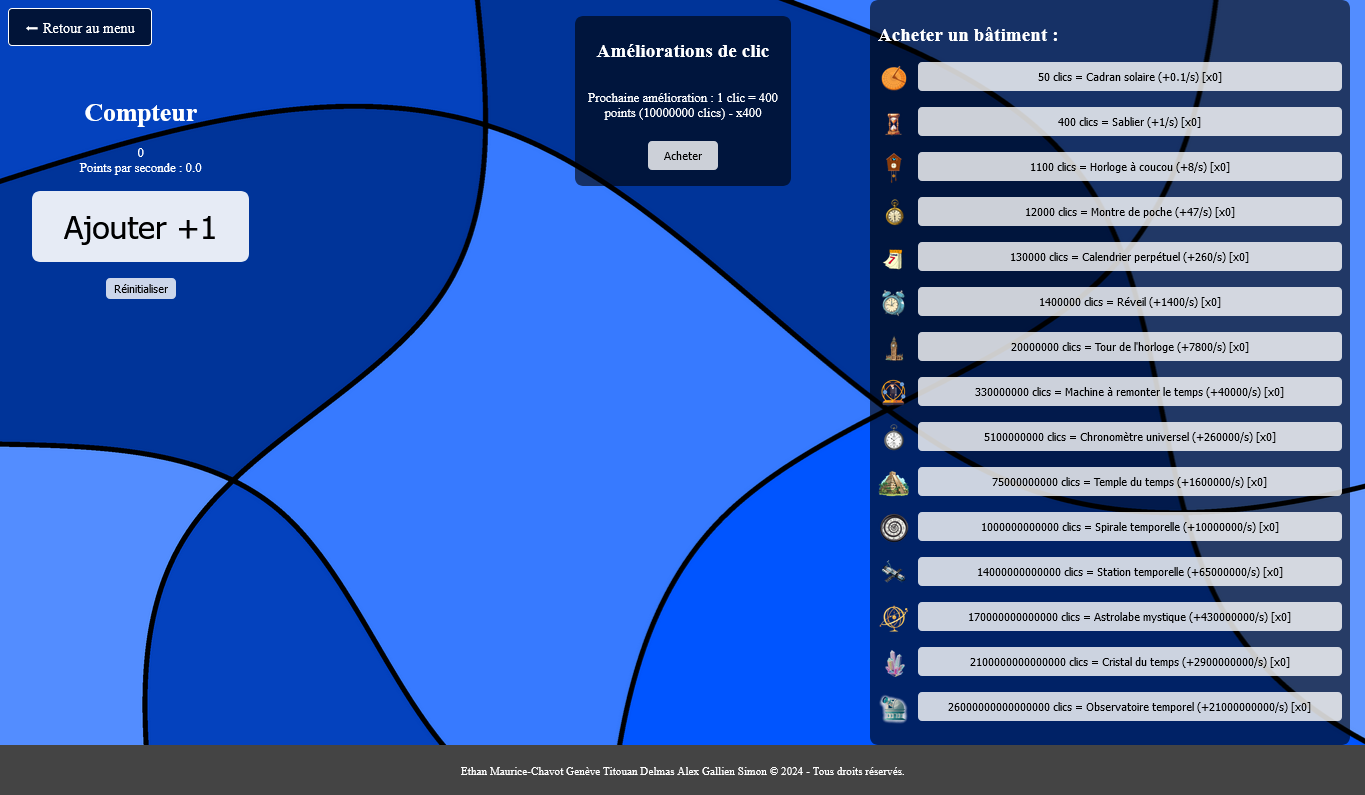 ⬅ Retour au menu
Compteur
0
Points par seconde : 0.0
Ajouter +1
Réinitialiser
Améliorations de clic
Prochaine amélioration : 1 clic = 400
points (10000000 clics) - x400
Acheter
Acheter un bâtiment :
50 clics = Cadran solaire (+0.1/s) [x0]
400 clics = Sablier (+1/s) [x0]
1100 clics = Horloge à coucou (+8/s) [x0]
12000 clics = Montre de poche (+47/s) [x0]
130000 clics = Calendrier perpétuel (+260/s) [x0]
1400000 clics = Réveil (+1400/s) [x0]
20000000 clics = Tour de l'horloge (+7800/s) [x0]
330000000 clics = Machine à remonter le temps (+40000/s) [x0]
5100000000 clics = Chronomètre universel (+260000/s) [x0]
75000000000 clics = Temple du temps (+1600000/s) [x0]
1000000000000 clics = Spirale temporelle (+10000000/s) [x0]
14000000000000 clics = Station temporelle (+65000000/s) [x0]
170000000000000 clics = Astrolabe mystique (+430000000/s) [x0]
2100000000000000 clics = Cristal du temps (+2900000000/s) [x0]
26000000000000000 clics = Observatoire temporel (+21000000000/s) [x0]
Ethan Maurice-Chavot Genève Titouan Delmas Alex Gallien Simon © 2024 - Tous droits réservés.